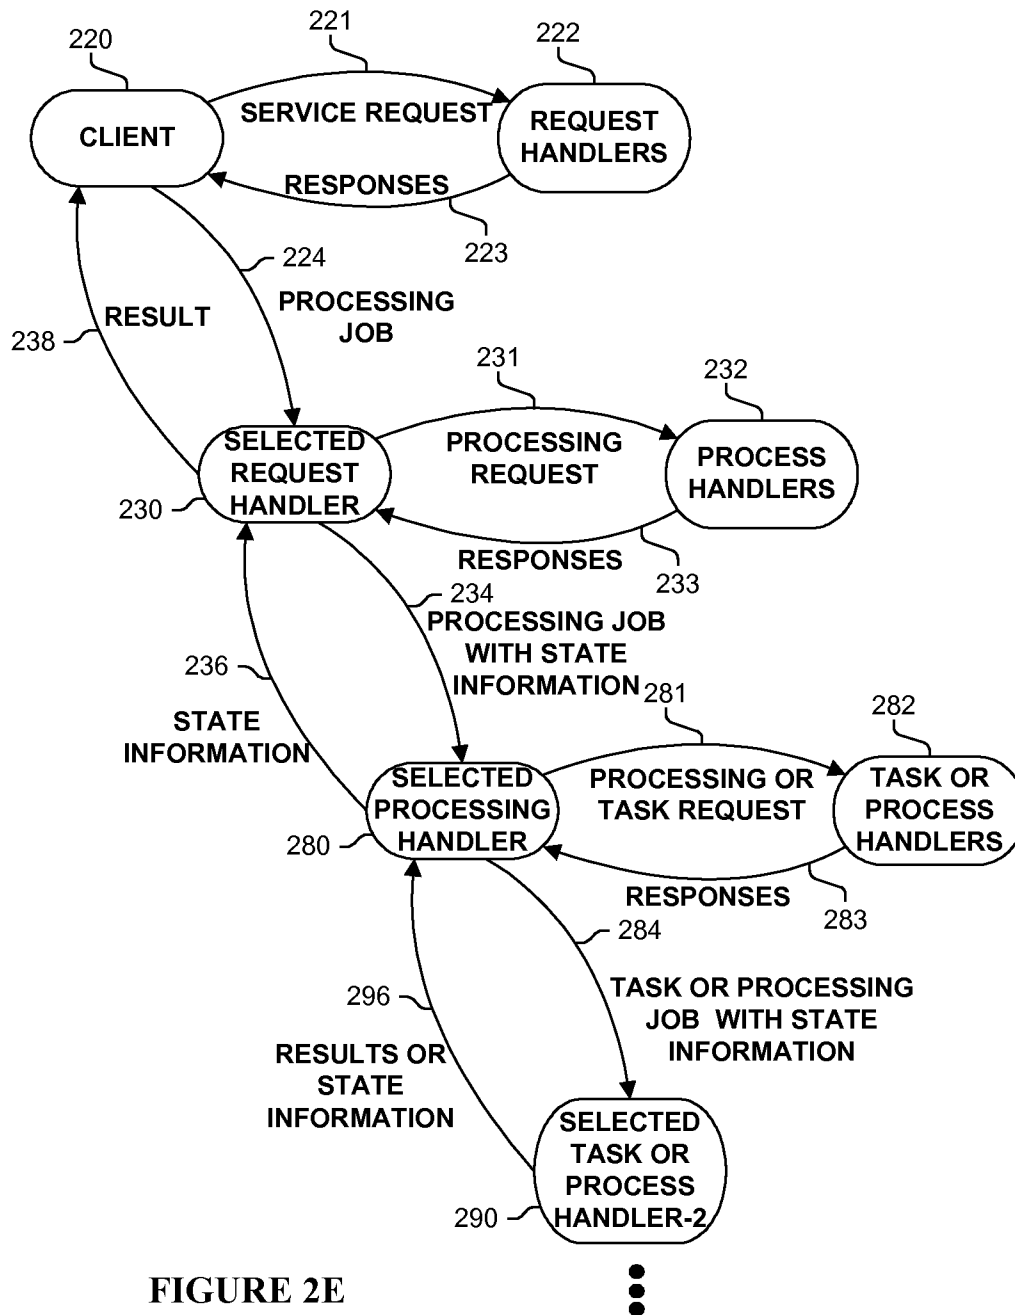 220
221
222
CLIENT
SERVICE REQUEST
REQUEST
HANDLERS
RESPONSES
223
224
PROCESSING
JOB
RESULT
238
231
232
SELECTED
REQUEST
HANDLER
230
PROCESSING
REQUEST
PROCESS
HANDLERS
RESPONSES
233
234
PROCESSING JOB
WITH STATE
INFORMATION
236
STATE
INFORMATION
281
282
SELECTED
PROCESSING
HANDLER
280
PROCESSING OR
TASK REQUEST
TASK OR
PROCESS
HANDLERS
RESPONSES
283
284
TASK OR PROCESSING
JOB WITH STATE
INFORMATION
296
RESULTS OR
STATE
INFORMATION
SELECTED
TASK OR
PROCESS
HANDLER-2
290
FIGURE 2E